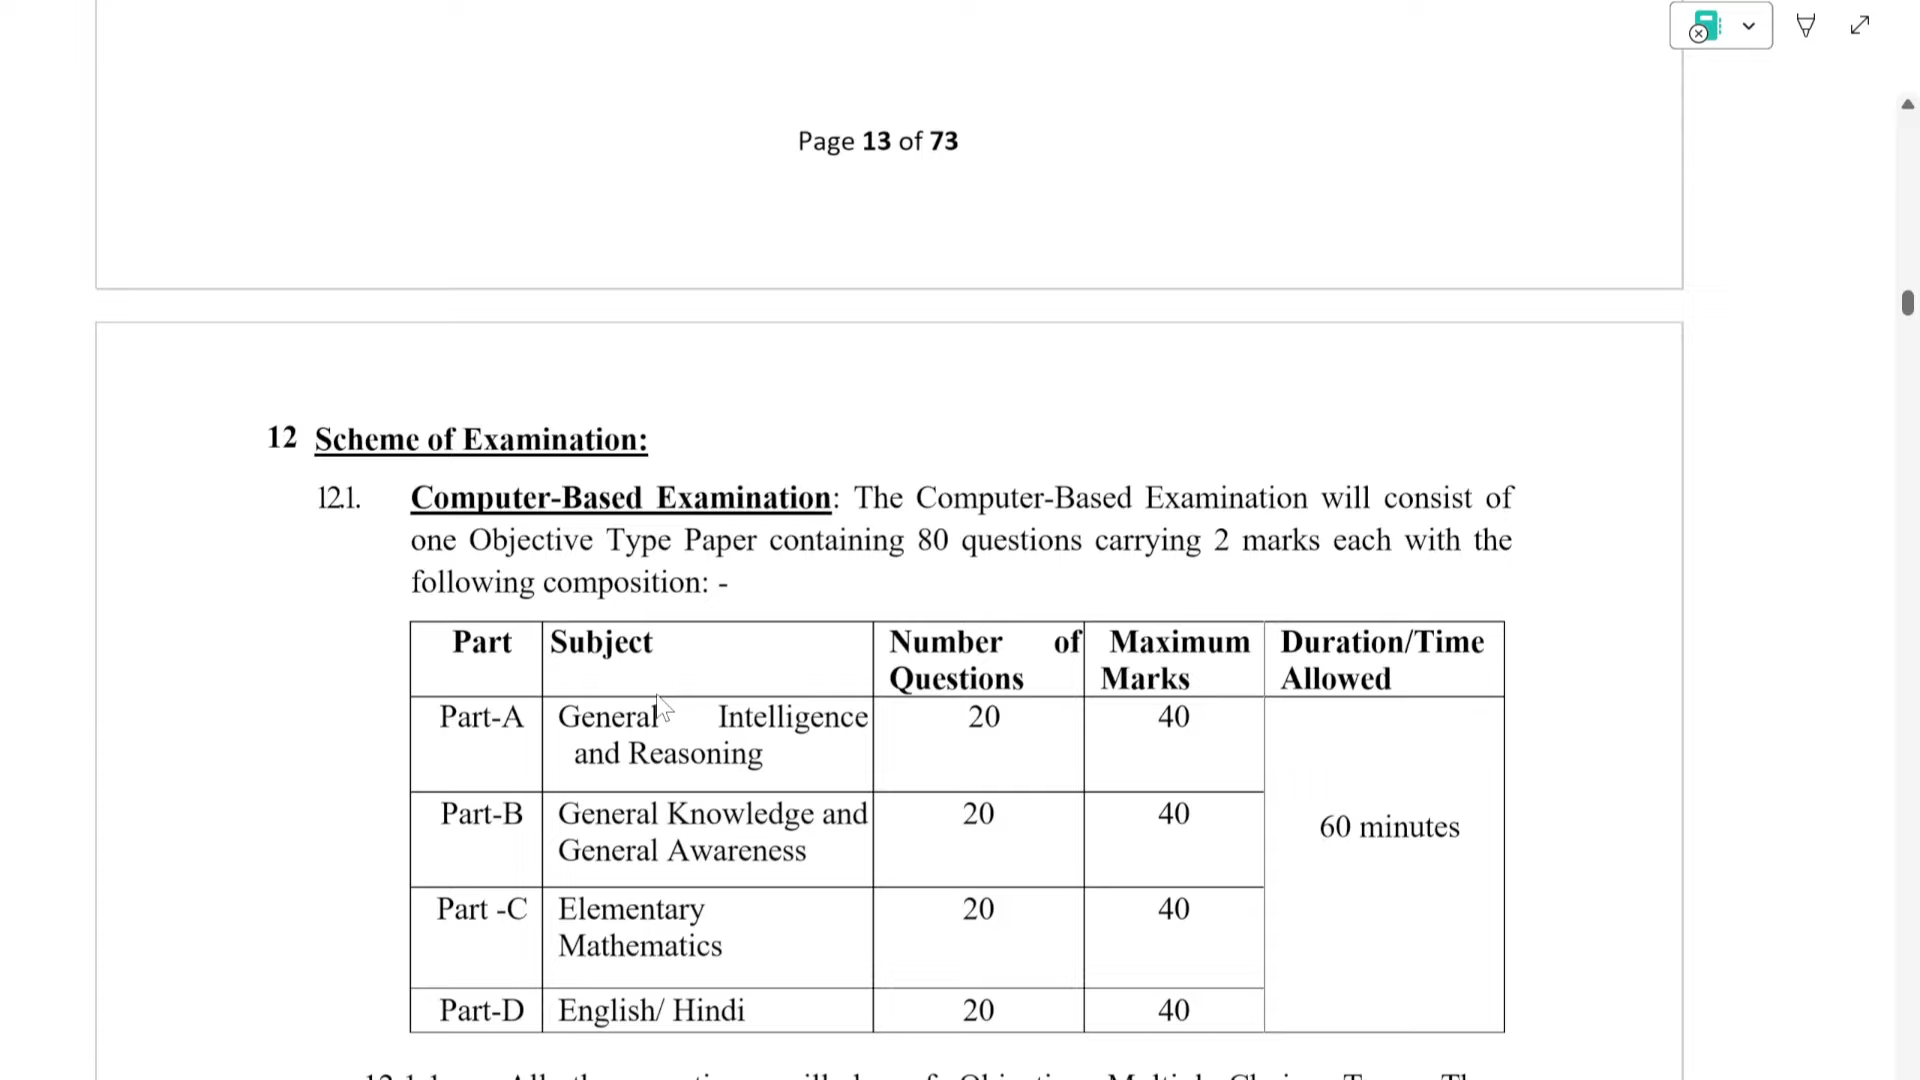 Page 13 of 73
12 Scheme of Examination:
12.1. Computer-Based Examination: The Computer-Based Examination will consist of
one Objective Type Paper containing 80 questions carrying 2 marks each with the
following composition: -
Part Subject Number of Questions Maximum Marks Duration/Time Allowed
Part-A General Intelligence and Reasoning 20 40 60 minutes
Part-B General Knowledge and General Awareness 20 40
Part -C Elementary Mathematics 20 40
Part-D English/ Hindi 20 40